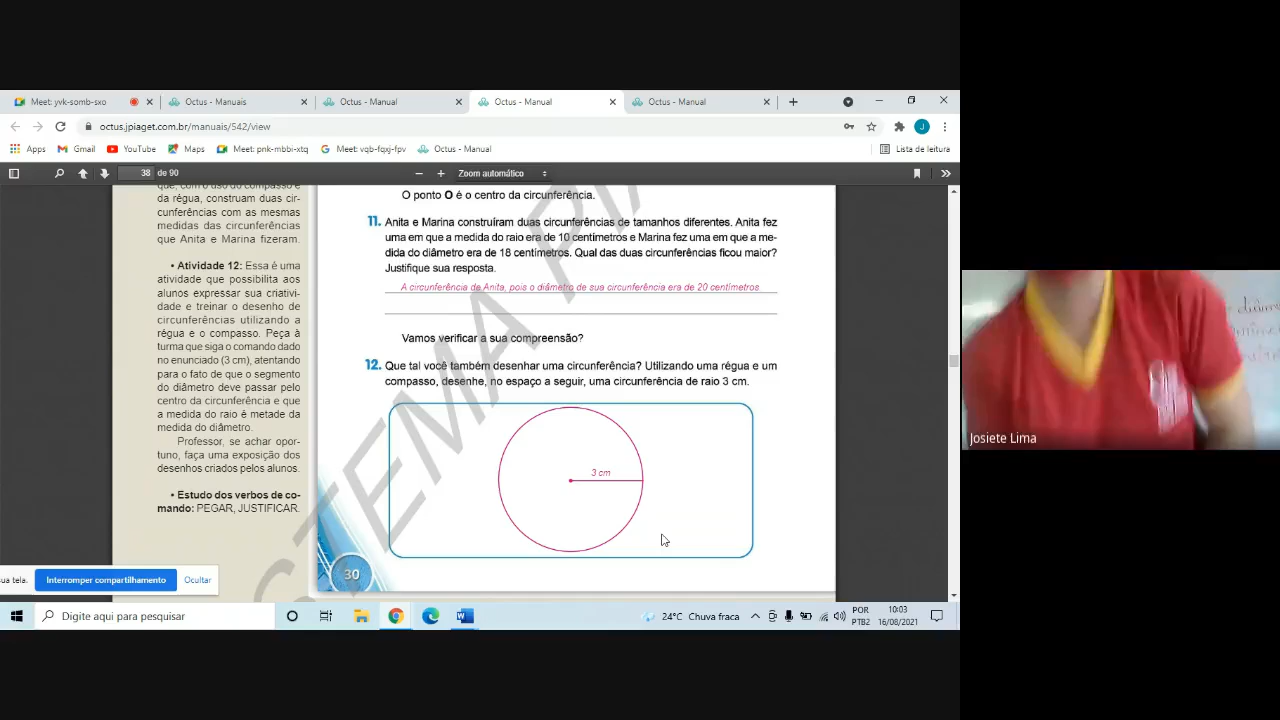 Meet: yvk-somb-sxo
Octus - Manuais
Octus - Manual
Octus - Manual
Octus - Manual
octus.jpiaget.com.br/manuais/542/view
Apps
Gmail
YouTube
Maps
Meet: pnk-mbbi-xtq
Meet: vqb-fqxj-fpv
Octus - Manual
Lista de leitura
38 de 90
Zoom automático
que, com o uso do compasso e
da régua, construam duas cir-
cunferências com as mesmas
medidas das circunferências
que Anita e Marina fizeram.
• Atividade 12: Essa é uma
atividade que possibilita aos
alunos expressar sua criativi-
dade e treinar o desenho de
circunferências utilizando a
régua e o compasso. Peça à
turma que siga o comando dado
no enunciado (3 cm), atentando
para o fato de que o segmento
do diâmetro deve passar pelo
centro da circunferência e que
a medida do raio é metade da
medida do diâmetro.
Professor, se achar opor-
tuno, faça uma exposição dos
desenhos criados pelos alunos.
• Estudo dos verbos de co-
mando: PEGAR, JUSTIFICAR.
O ponto O é o centro da circunferência.
11. Anita e Marina construíram duas circunferências de tamanhos diferentes. Anita fez
uma em que a medida do raio era de 10 centímetros e Marina fez uma em que a me-
dida do diâmetro era de 18 centímetros. Qual das duas circunferências ficou maior?
Justifique sua resposta.
A circunferência de Anita, pois o diâmetro de sua circunferência era de 20 centímetros.
Vamos verificar a sua compreensão?
12. Que tal você também desenhar uma circunferência? Utilizando uma régua e um
compasso, desenhe, no espaço a seguir, uma circunferência de raio 3 cm.
3 cm
30
STEMA PI
sua tela.
Interromper compartilhamento
Ocultar
Digite aqui para pesquisar
24°C Chuva fraca
POR
PTB2
10:03
16/08/2021
J
Josiete Lima